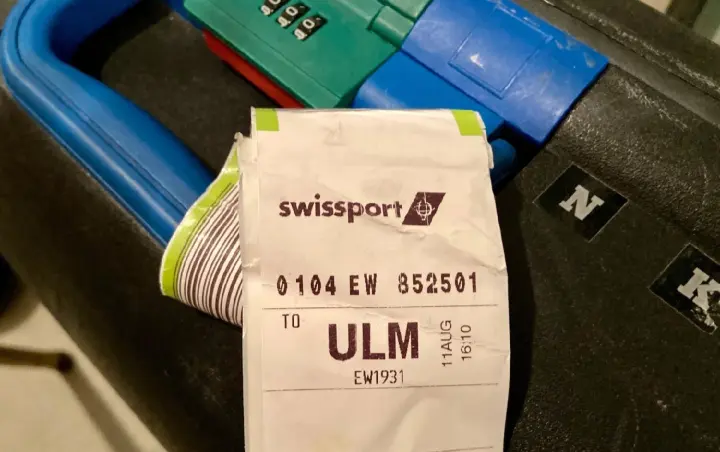 swissport
0104 EW 852501
TO
ULM
11AUG
16:10
EW1931
N
K